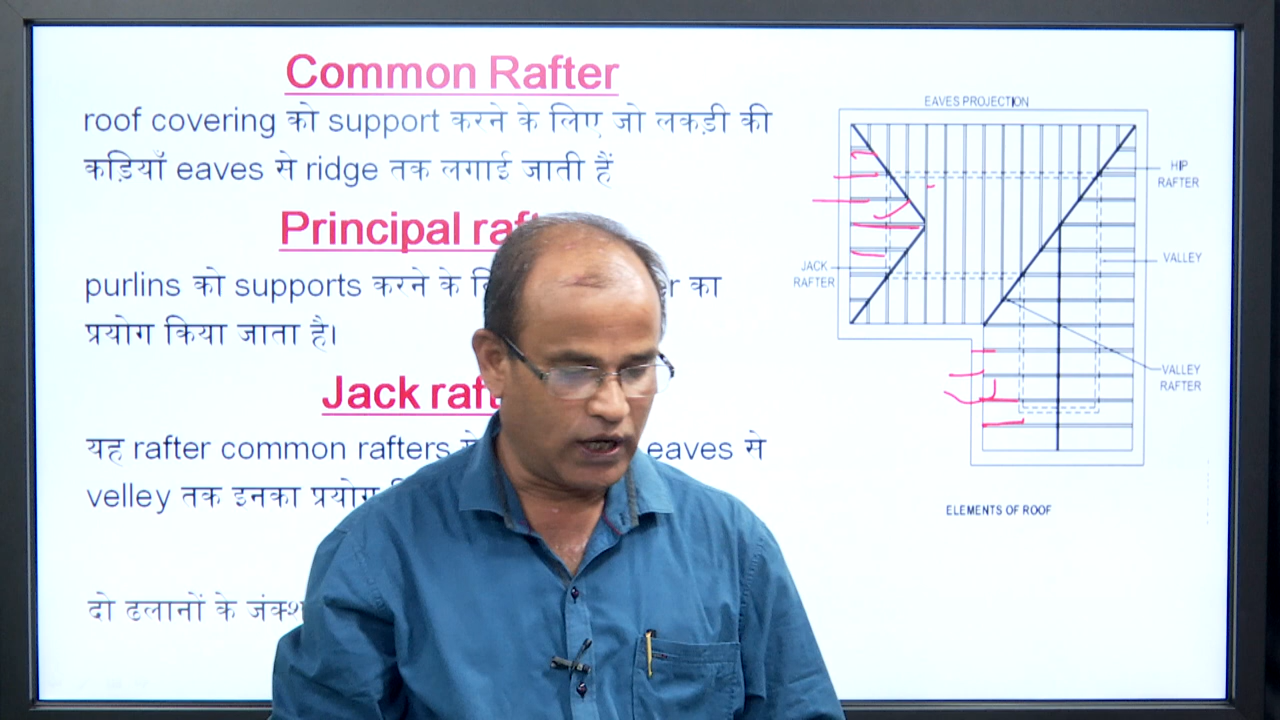 Common Rafter
roof covering को support करने के लिए जो लकड़ी की
कड़ियाँ eaves से ridge तक लगाई जाती हैं
Principal
purlins को supports करने के का
प्रयोग किया जाता है।
Jack
यह rafter common rafters eaves से
velley तक इनका प्रयोग
दो ढलानों के
EAVES PROJECTION
HIP
RAFTER
JACK
RAFTER
VALLEY
VALLEY
RAFTER
ELEMENTS OF ROOF